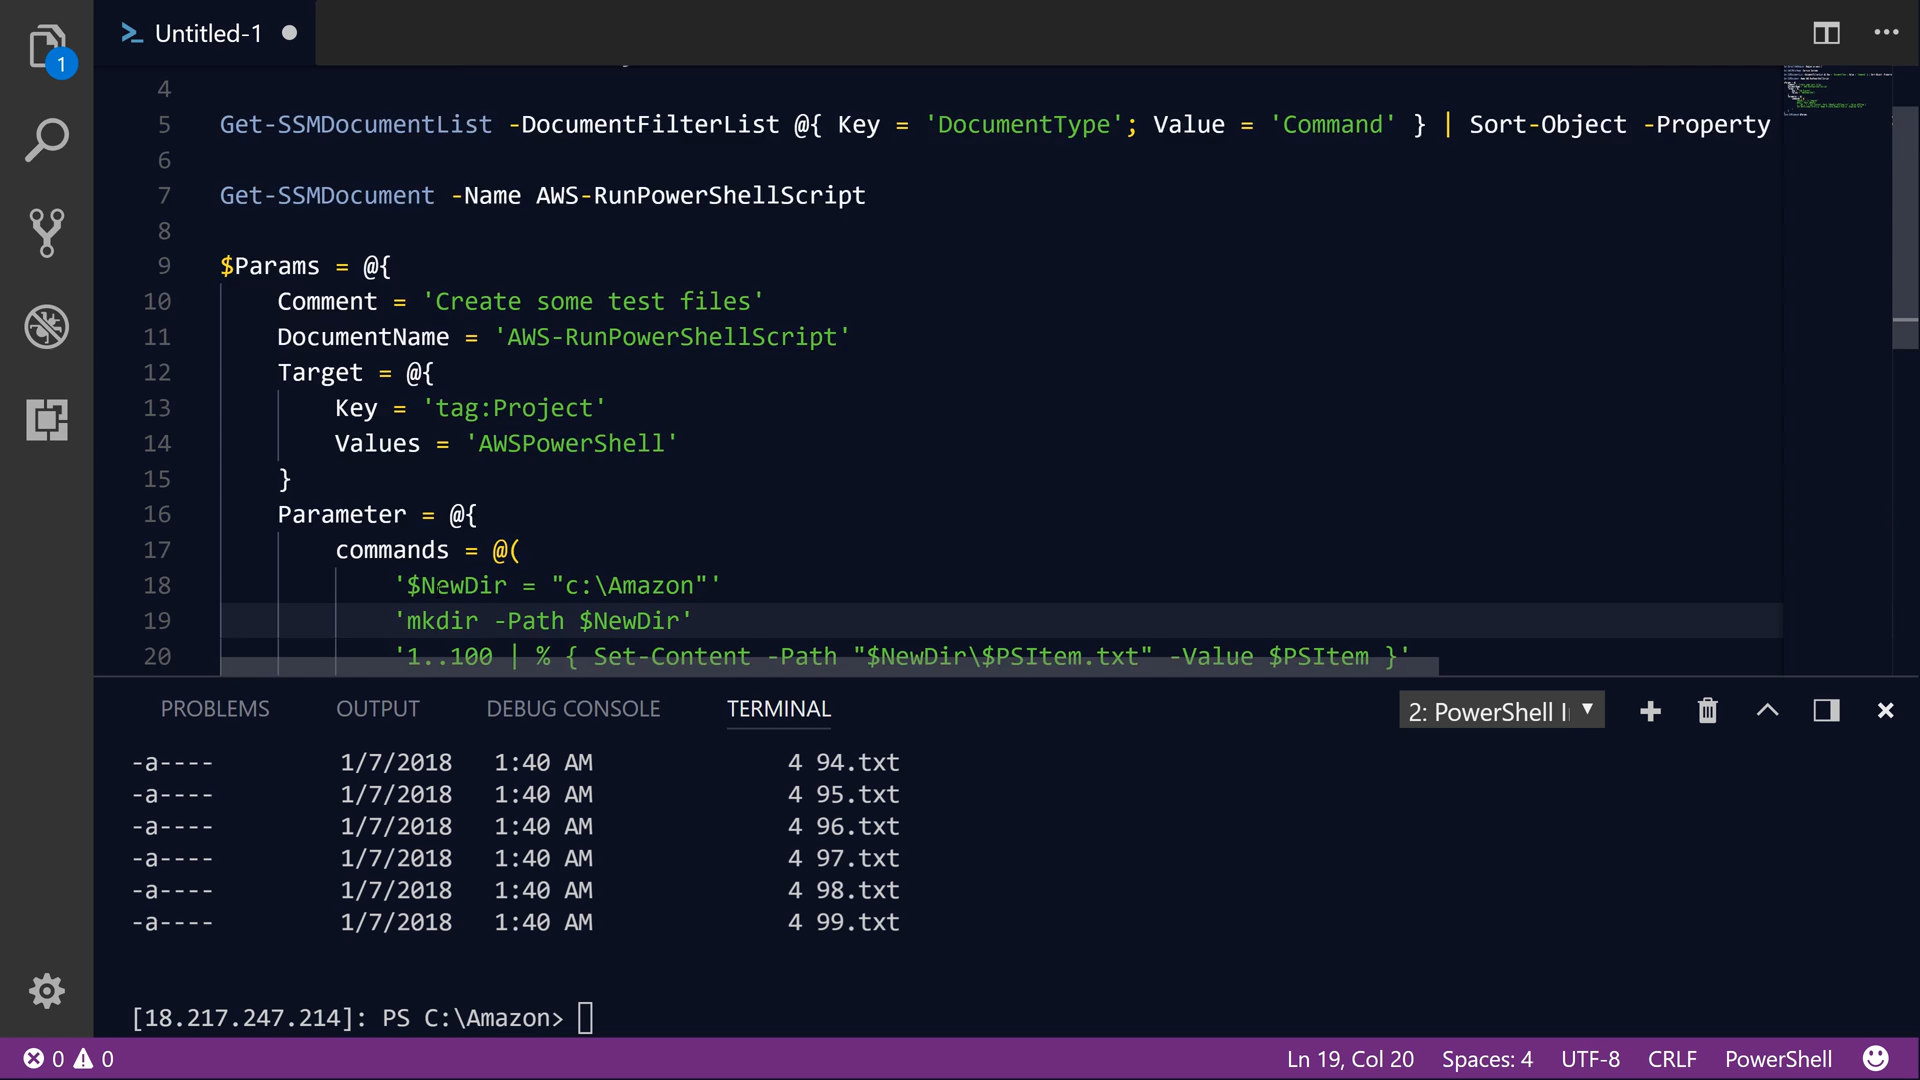 1
Untitled-1
4
5 Get-SSMDocumentList -DocumentFilterList @{ Key = 'DocumentType'; Value = 'Command' } | Sort-Object -Property
6
7 Get-SSMDocument -Name AWS-RunPowerShellScript
8
9 $Params = @{
10 Comment = 'Create some test files'
11 DocumentName = 'AWS-RunPowerShellScript'
12 Target = @{
13 Key = 'tag:Project'
14 Values = 'AWSPowerShell'
15 }
16 Parameter = @{
17 commands = @(
18 '$NewDir = "c:\Amazon"'
19 'mkdir -Path $NewDir'
20 '1..100 | % { Set-Content -Path "$NewDir\$PSItem.txt" -Value $PSItem }'
PROBLEMS OUTPUT DEBUG CONSOLE TERMINAL 2: PowerShell I
-a---- 1/7/2018 1:40 AM 4 94.txt
-a---- 1/7/2018 1:40 AM 4 95.txt
-a---- 1/7/2018 1:40 AM 4 96.txt
-a---- 1/7/2018 1:40 AM 4 97.txt
-a---- 1/7/2018 1:40 AM 4 98.txt
-a---- 1/7/2018 1:40 AM 4 99.txt
[18.217.247.214]: PS C:\Amazon>
0 0 Ln 19, Col 20 Spaces: 4 UTF-8 CRLF PowerShell